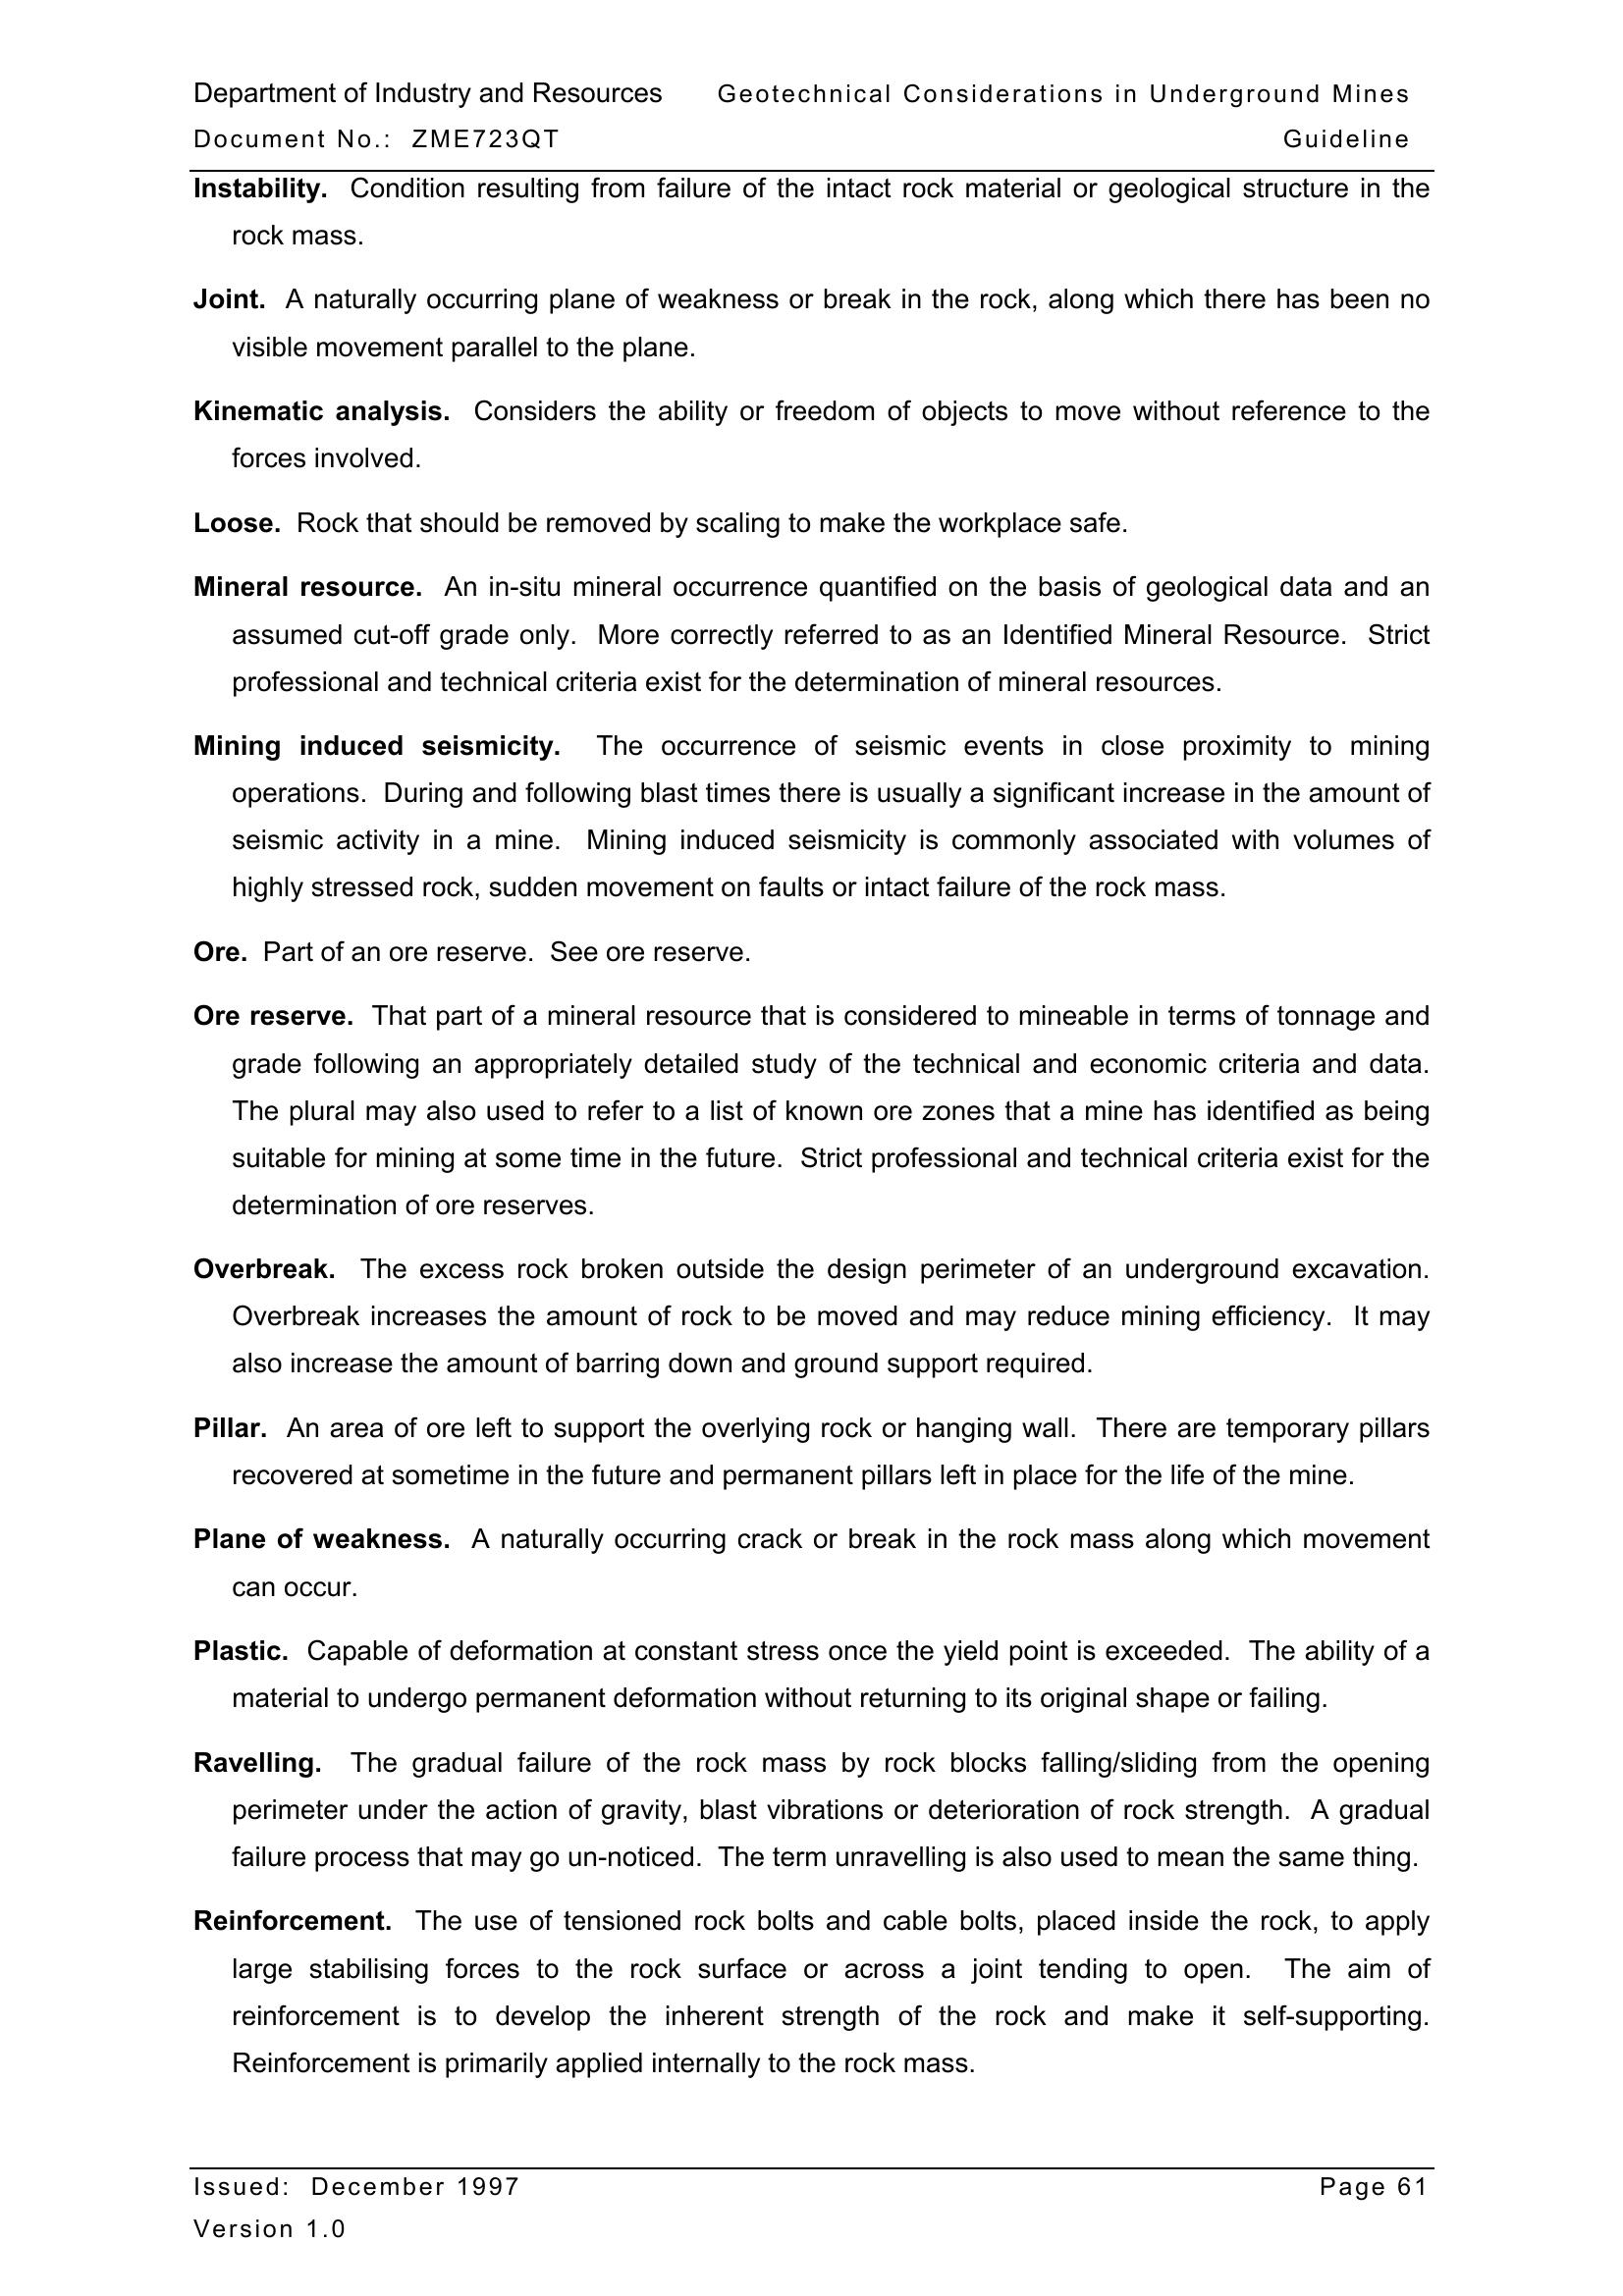 Department of Industry and Resources Geotechnical Considerations in Underground Mines
Document No.: ZME723QT Guideline
Instability. Condition resulting from failure of the intact rock material or geological structure in the
rock mass.
Joint. A naturally occurring plane of weakness or break in the rock, along which there has been no
visible movement parallel to the plane.
Kinematic analysis. Considers the ability or freedom of objects to move without reference to the
forces involved.
Loose. Rock that should be removed by scaling to make the workplace safe.
Mineral resource. An in-situ mineral occurrence quantified on the basis of geological data and an
assumed cut-off grade only. More correctly referred to as an Identified Mineral Resource. Strict
professional and technical criteria exist for the determination of mineral resources.
Mining induced seismicity. The occurrence of seismic events in close proximity to mining
operations. During and following blast times there is usually a significant increase in the amount of
seismic activity in a mine. Mining induced seismicity is commonly associated with volumes of
highly stressed rock, sudden movement on faults or intact failure of the rock mass.
Ore. Part of an ore reserve. See ore reserve.
Ore reserve. That part of a mineral resource that is considered to mineable in terms of tonnage and
grade following an appropriately detailed study of the technical and economic criteria and data.
The plural may also used to refer to a list of known ore zones that a mine has identified as being
suitable for mining at some time in the future. Strict professional and technical criteria exist for the
determination of ore reserves.
Overbreak. The excess rock broken outside the design perimeter of an underground excavation.
Overbreak increases the amount of rock to be moved and may reduce mining efficiency. It may
also increase the amount of barring down and ground support required.
Pillar. An area of ore left to support the overlying rock or hanging wall. There are temporary pillars
recovered at sometime in the future and permanent pillars left in place for the life of the mine.
Plane of weakness. A naturally occurring crack or break in the rock mass along which movement
can occur.
Plastic. Capable of deformation at constant stress once the yield point is exceeded. The ability of a
material to undergo permanent deformation without returning to its original shape or failing.
Ravelling. The gradual failure of the rock mass by rock blocks falling/sliding from the opening
perimeter under the action of gravity, blast vibrations or deterioration of rock strength. A gradual
failure process that may go un-noticed. The term unravelling is also used to mean the same thing.
Reinforcement. The use of tensioned rock bolts and cable bolts, placed inside the rock, to apply
large stabilising forces to the rock surface or across a joint tending to open. The aim of
reinforcement is to develop the inherent strength of the rock and make it self-supporting.
Reinforcement is primarily applied internally to the rock mass.
Issued: December 1997 Page 61
Version 1.0